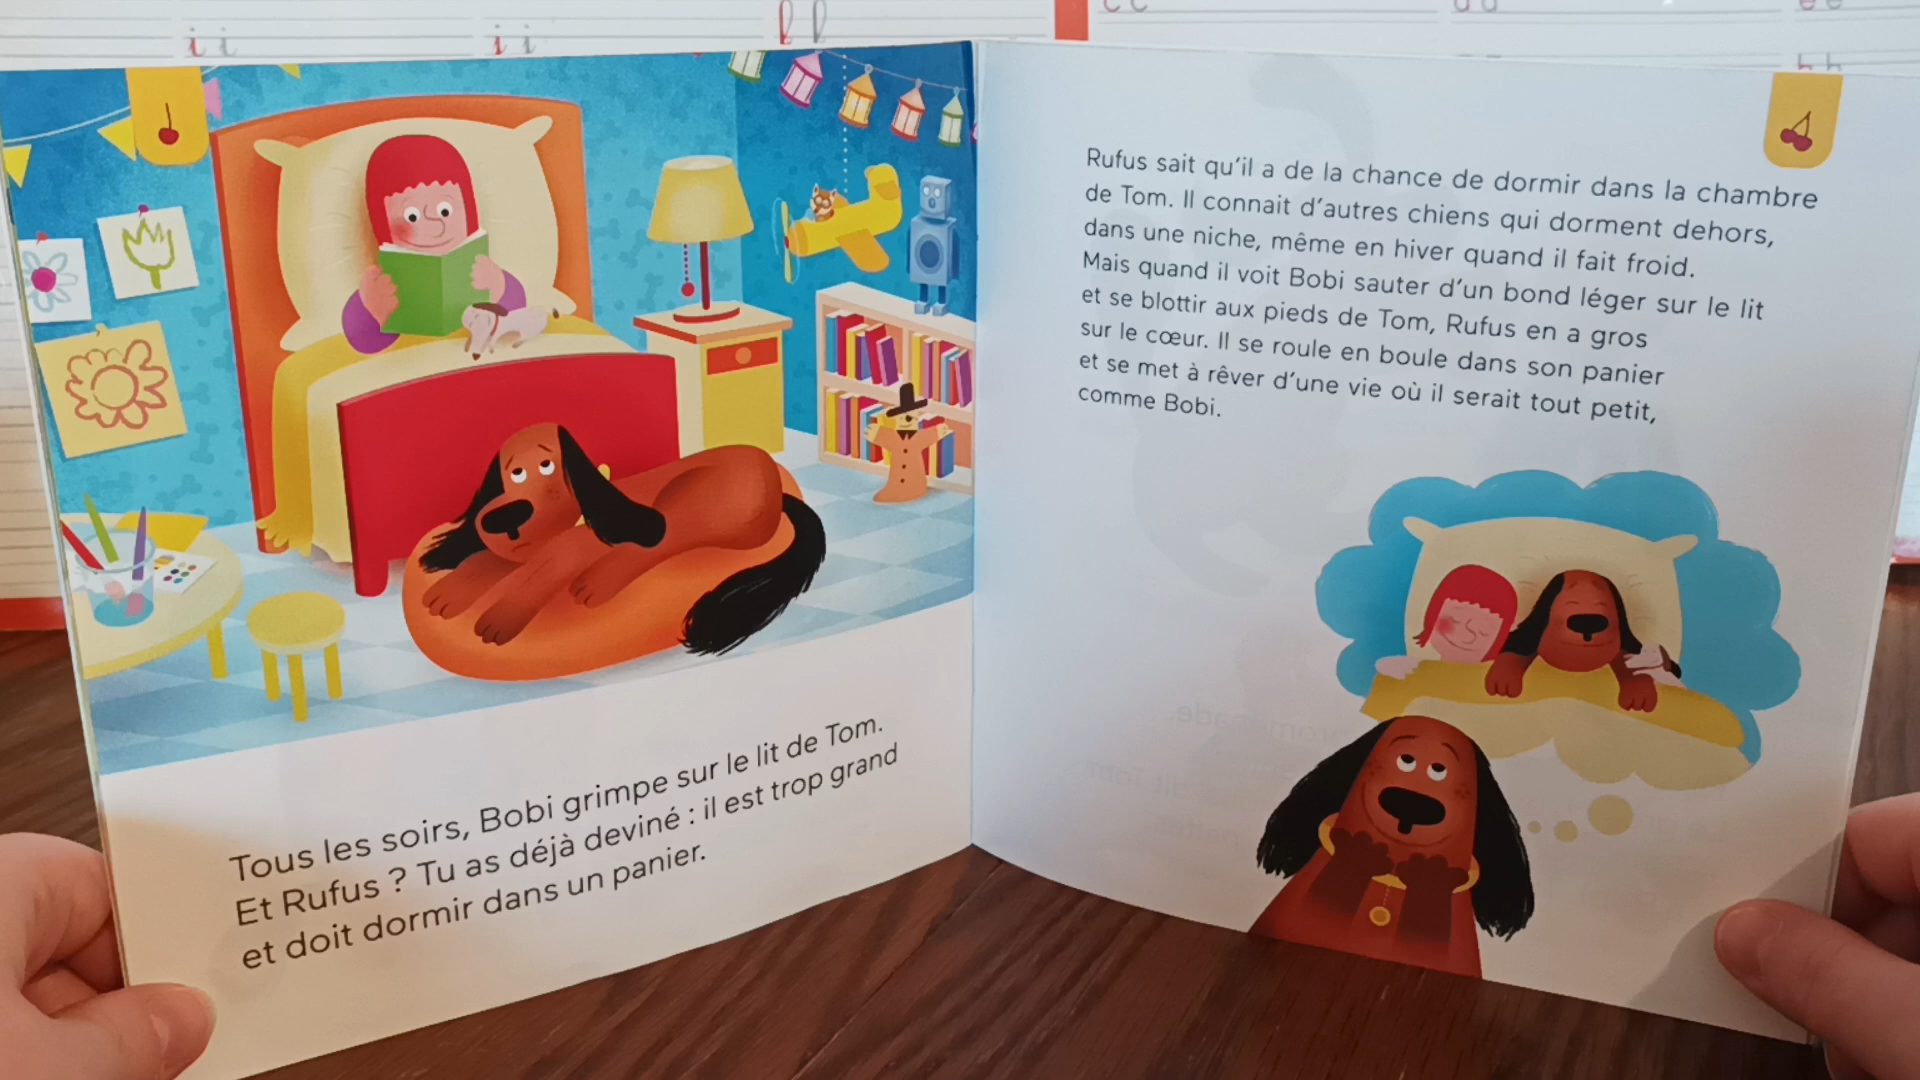 i i
i i
l l
c c
Tous les soirs, Bobi grimpe sur le lit de Tom.
Et Rufus ? Tu as déjà deviné : il est trop grand
et doit dormir dans un panier.
Rufus sait qu'il a de la chance de dormir dans la chambre
de Tom. Il connait d'autres chiens qui dorment dehors,
dans une niche, même en hiver quand il fait froid.
Mais quand il voit Bobi sauter d'un bond léger sur le lit
et se blottir aux pieds de Tom, Rufus en a gros
sur le cœur. Il se roule en boule dans son panier
et se met à rêver d'une vie où il serait tout petit,
comme Bobi.